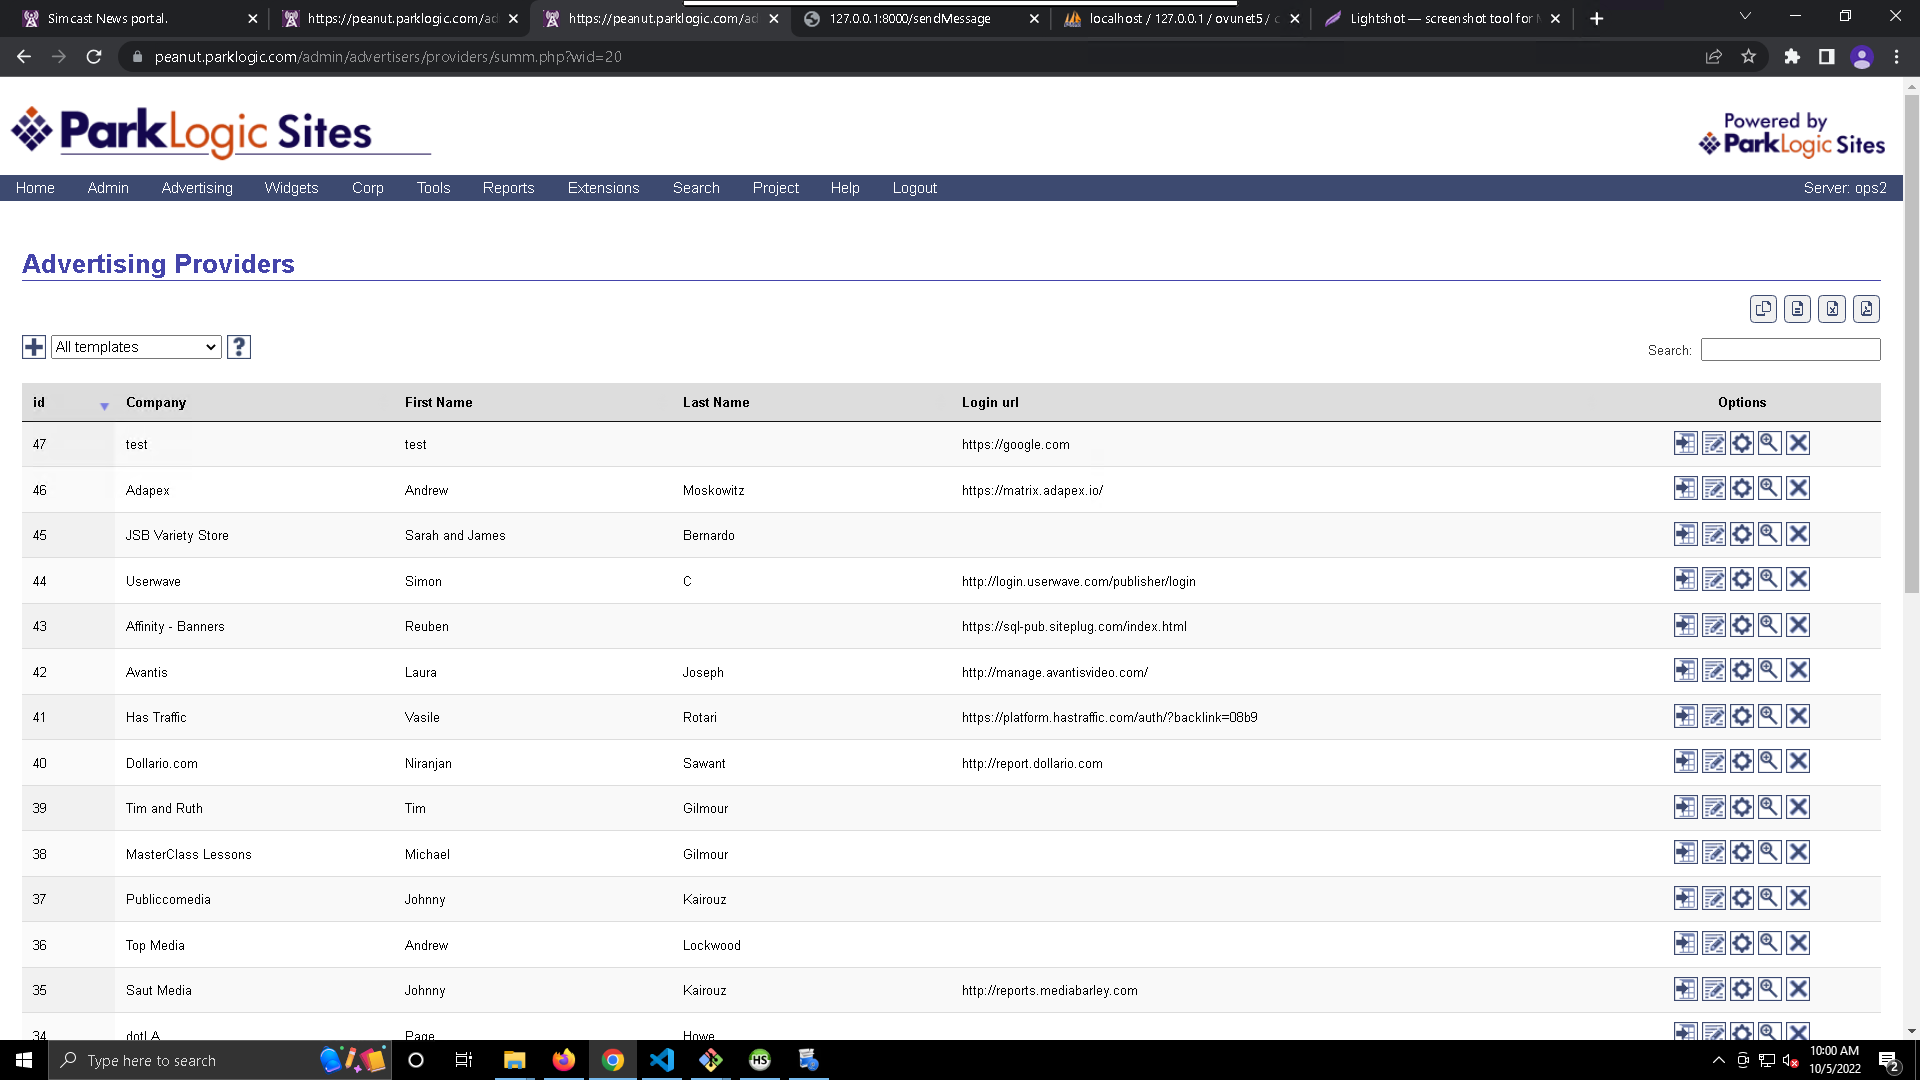 Simcast News portal.
https://peanut.parklogic.com/ad
https://peanut.parklogic.com/ad
127.0.0.1:8000/sendMessage
localhost / 127.0.0.1 / ovunet5 / c
Lightshot — screenshot tool for M
peanut.parklogic.com/admin/advertisers/providers/summ.php?wid=20
ParkLogic Sites
Powered by
ParkLogic Sites
Home Admin Advertising Widgets Corp Tools Reports Extensions Search Project Help Logout Server: ops2
Advertising Providers
All templates ?
Search:
id Company First Name Last Name Login url Options
47 test test https://google.com
46 Adapex Andrew Moskowitz https://matrix.adapex.io/
45 JSB Variety Store Sarah and James Bernardo
44 Userwave Simon C http://login.userwave.com/publisher/login
43 Affinity - Banners Reuben https://sql-pub.siteplug.com/index.html
42 Avantis Laura Joseph http://manage.avantisvideo.com/
41 Has Traffic Vasile Rotari https://platform.hastraffic.com/auth/?backlink=08b9
40 Dollario.com Niranjan Sawant http://report.dollario.com
39 Tim and Ruth Tim Gilmour
38 MasterClass Lessons Michael Gilmour
37 Publiccomedia Johnny Kairouz
36 Top Media Andrew Lockwood
35 Saut Media Johnny Kairouz http://reports.mediabarley.com
34 dotLA Page Howe
Type here to search
HS
10:00 AM
10/5/2022
2